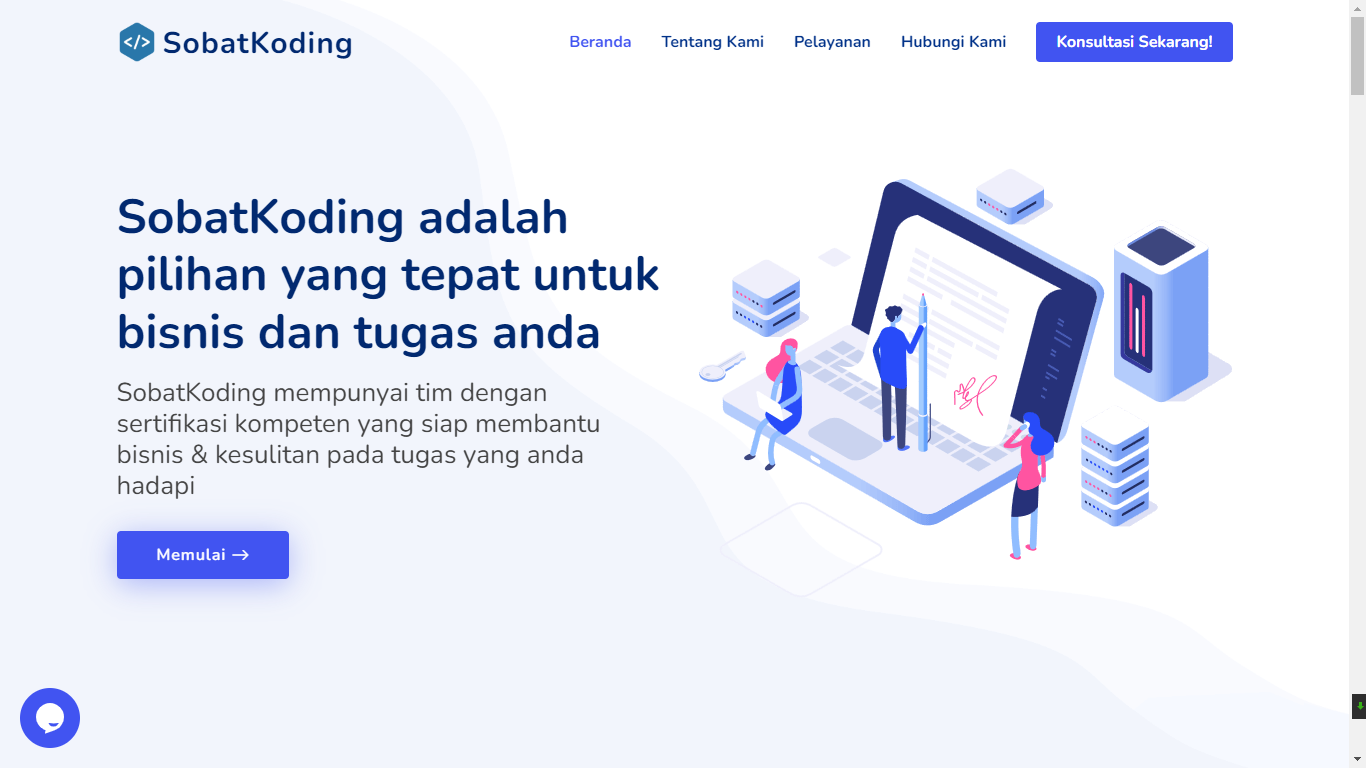 SobatKoding
Beranda
Tentang Kami
Pelayanan
Hubungi Kami
Konsultasi Sekarang!
SobatKoding adalah
pilihan yang tepat untuk
bisnis dan tugas anda
SobatKoding mempunyai tim dengan
sertifikasi kompeten yang siap membantu
bisnis & kesulitan pada tugas yang anda
hadapi
Memulai →